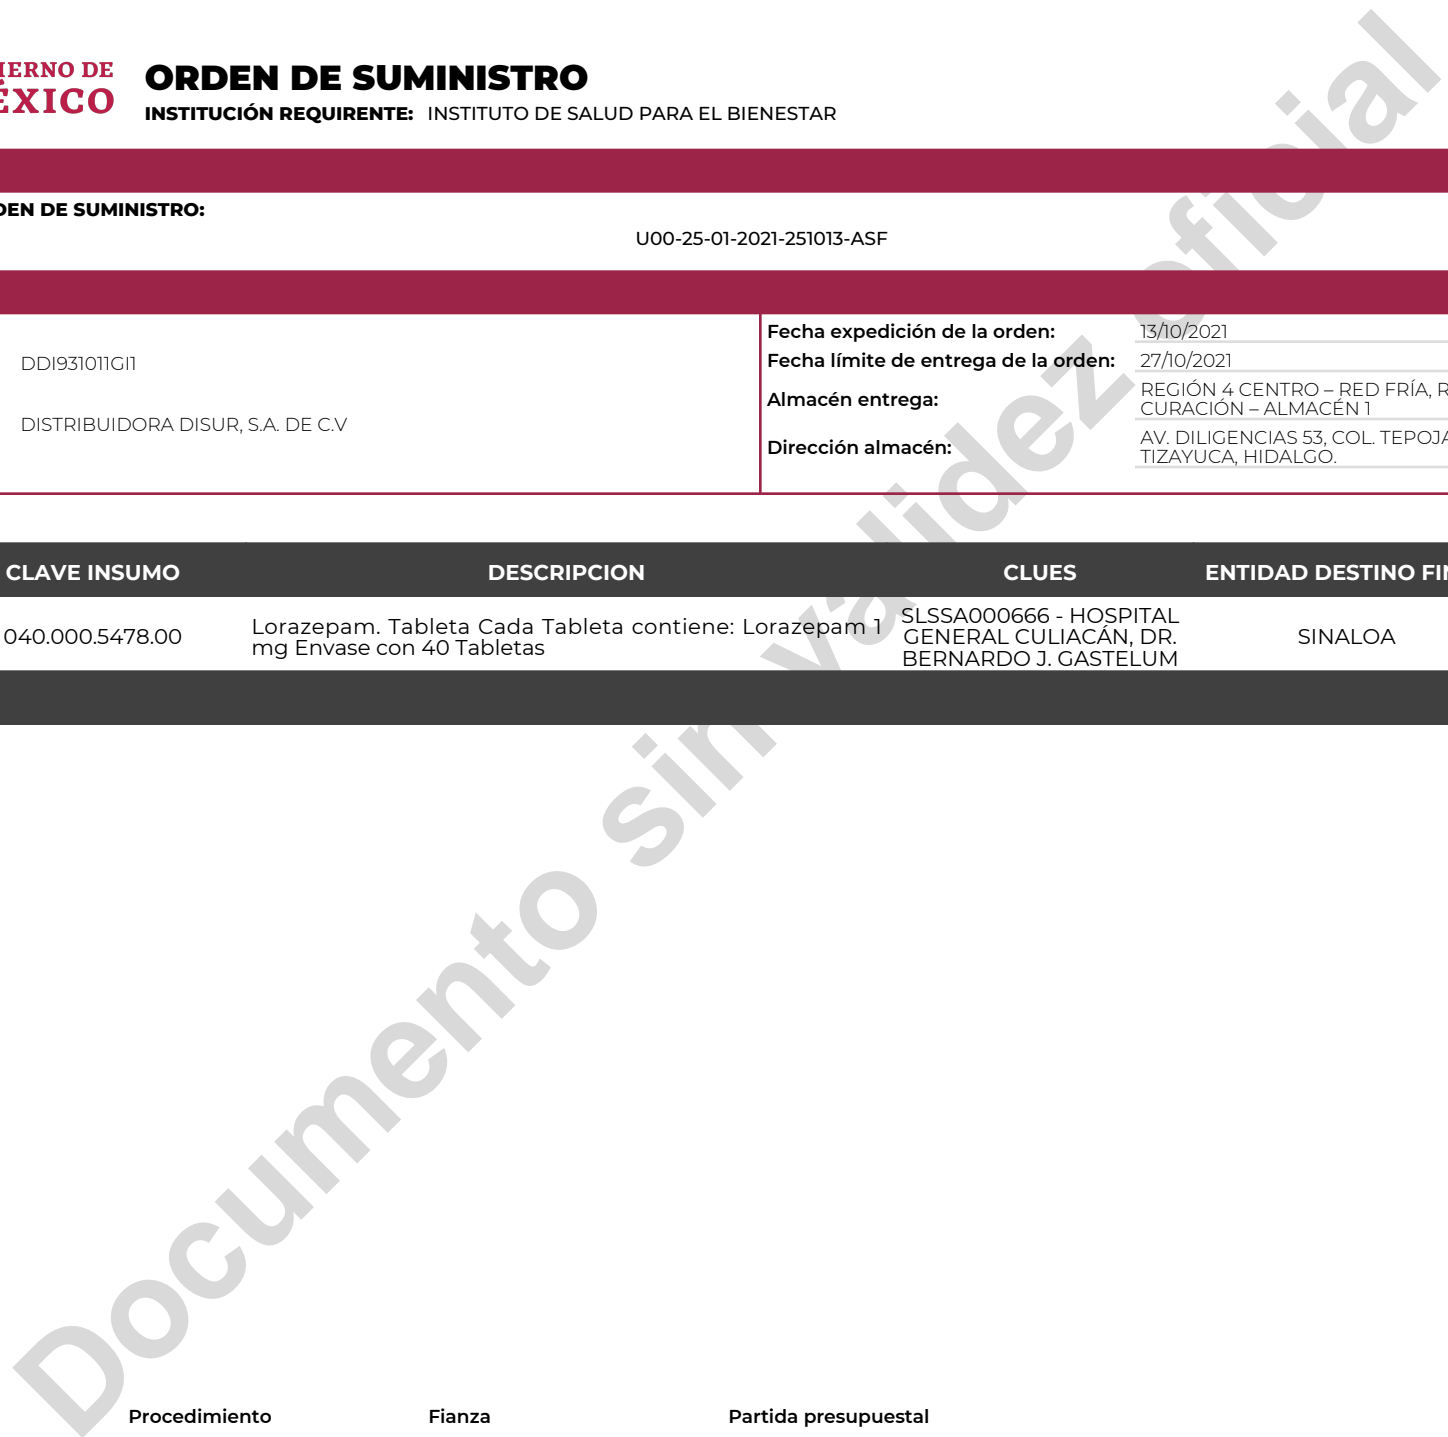 IERNO DE
ÉXICO
ORDEN DE SUMINISTRO
INSTITUCIÓN REQUIRENTE: INSTITUTO DE SALUD PARA EL BIENESTAR
DEN DE SUMINISTRO:
U00-25-01-2021-251013-ASF
DDI931011GI1
DISTRIBUIDORA DISUR, S.A. DE C.V
Fecha expedición de la orden: 13/10/2021
Fecha límite de entrega de la orden: 27/10/2021
Almacén entrega: REGIÓN 4 CENTRO – RED FRÍA, R
CURACIÓN – ALMACÉN 1
Dirección almacén: AV. DILIGENCIAS 53, COL. TEPOJA
TIZAYUCA, HIDALGO.
CLAVE INSUMO DESCRIPCION CLUES ENTIDAD DESTINO FIN
040.000.5478.00
Lorazepam. Tableta Cada Tableta contiene: Lorazepam 1
mg Envase con 40 Tabletas
SLSSA000666 - HOSPITAL
GENERAL CULIACÁN, DR.
BERNARDO J. GASTELUM
SINALOA
Documento sin validez oficial
Procedimiento Fianza Partida presupuestal